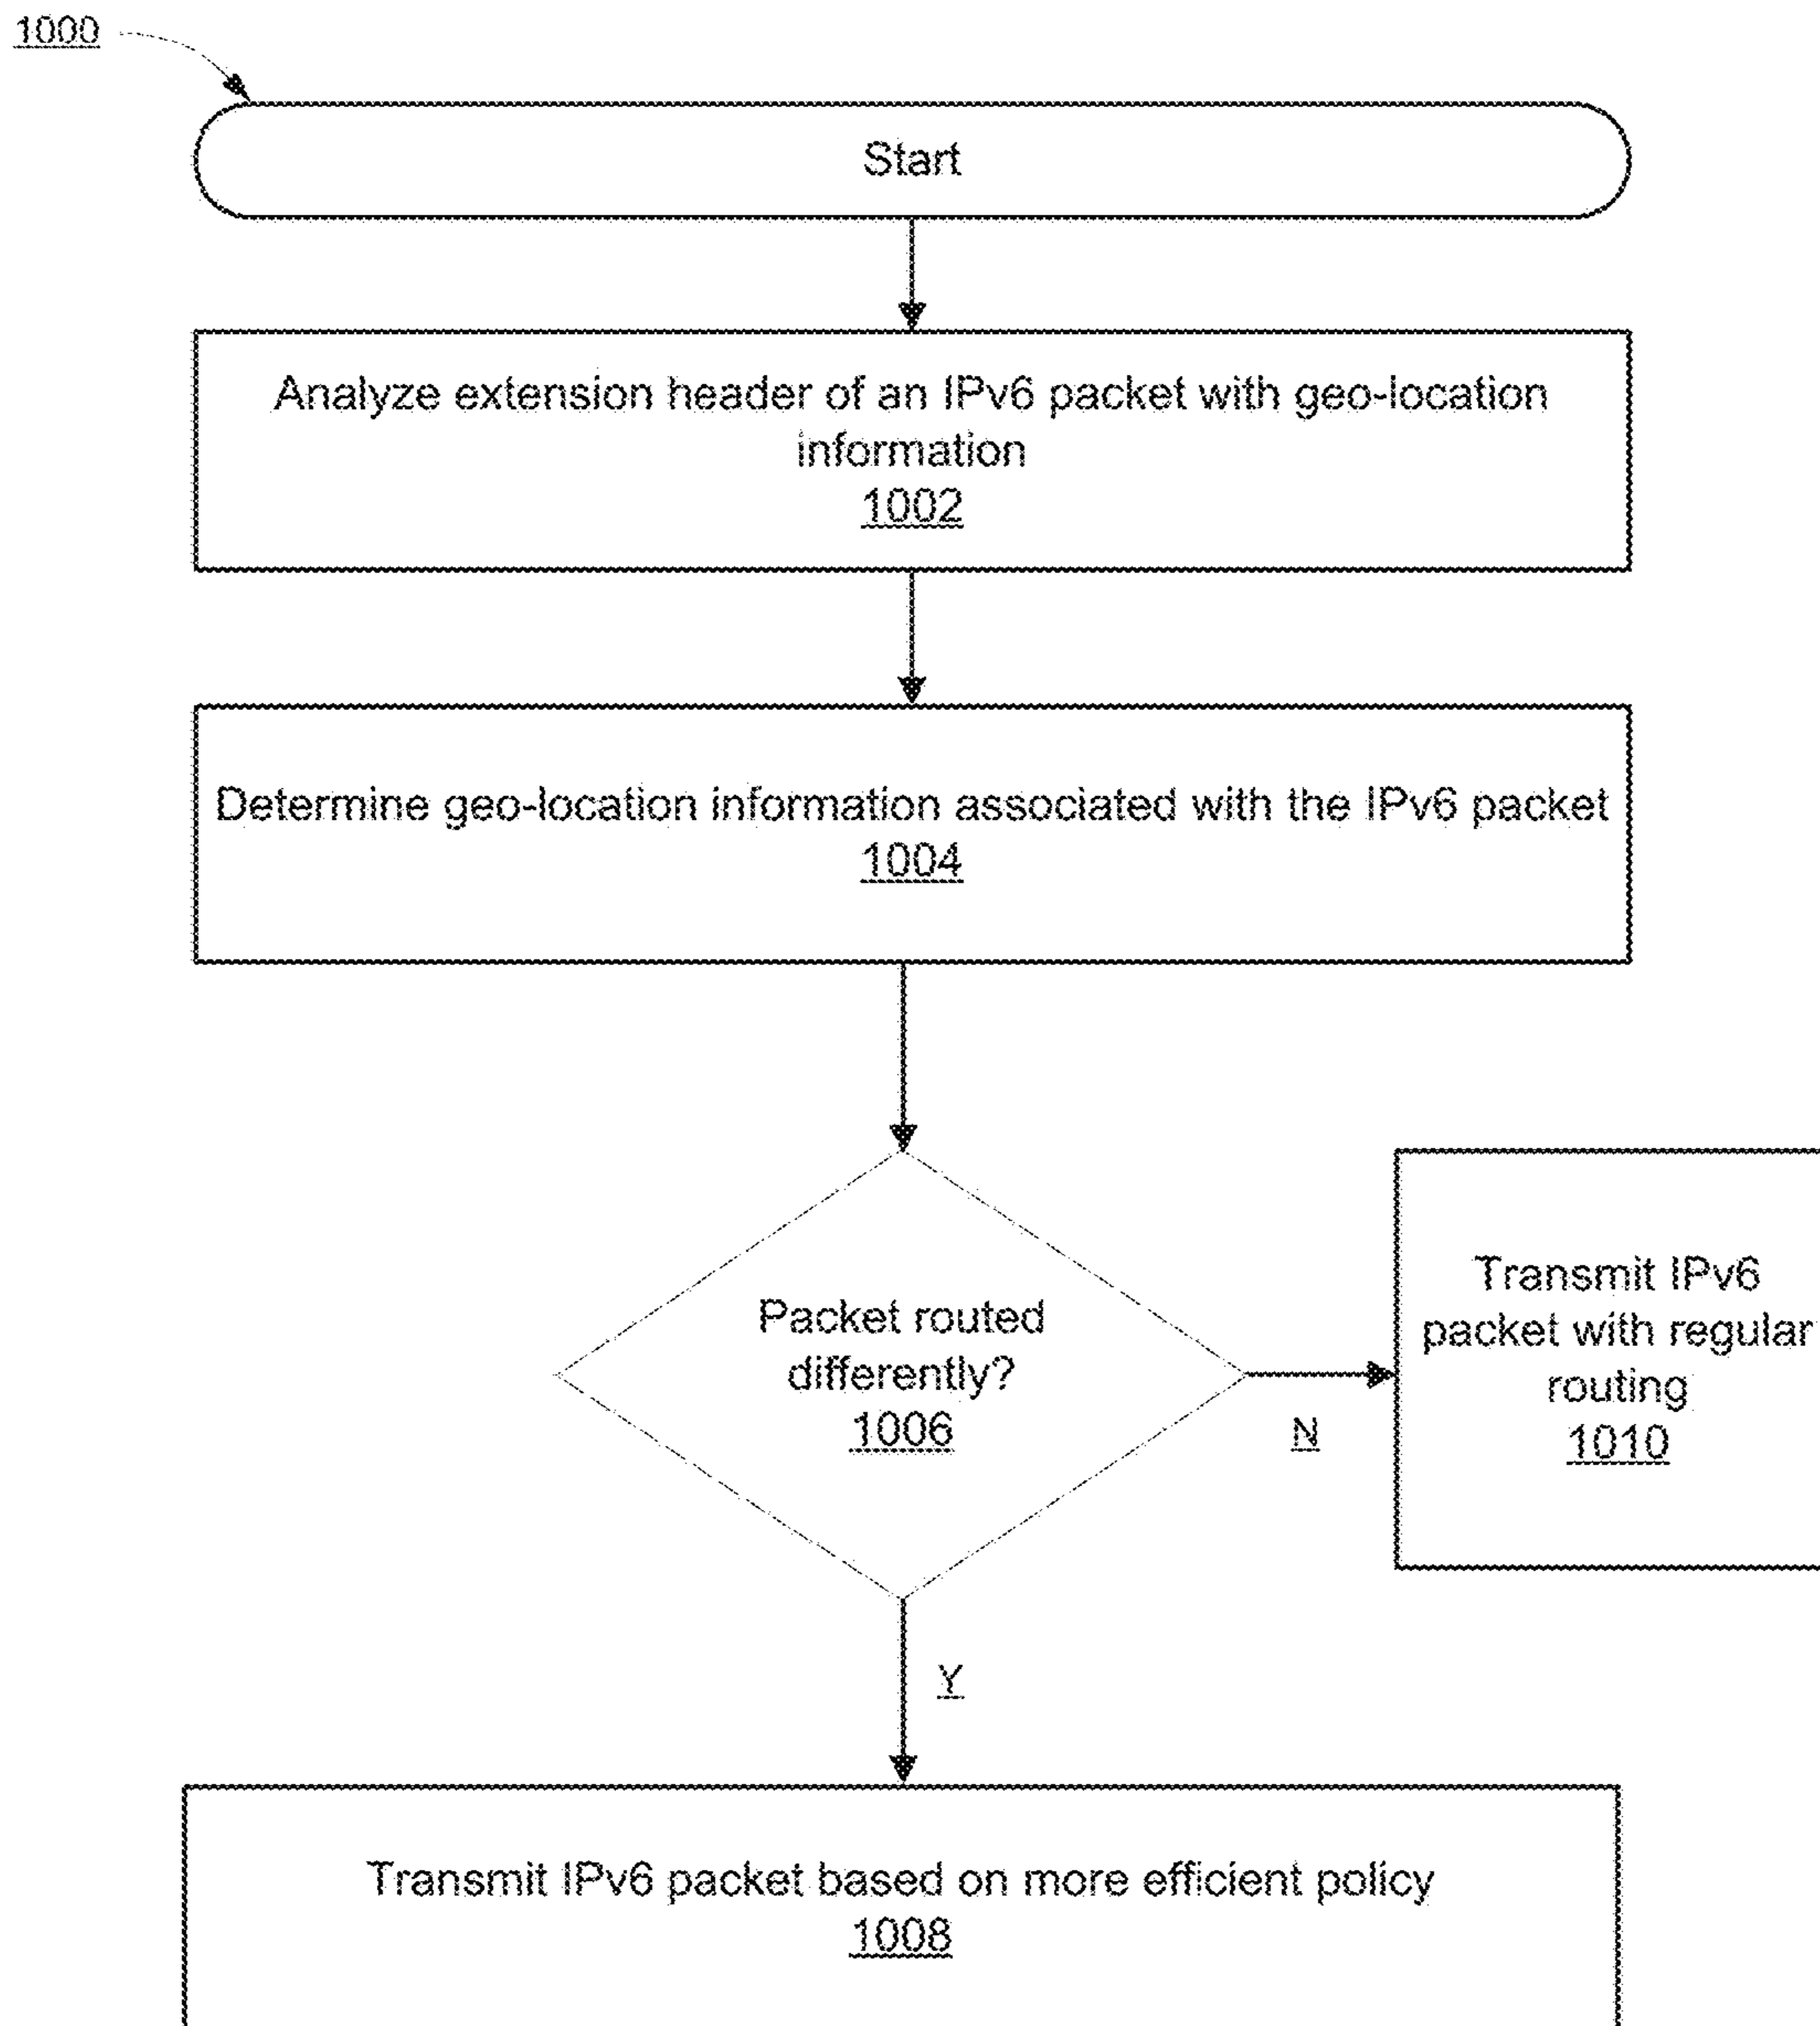 1000
Start
Analyze extension header of an IPv6 packet with geo-location
information
1002
Determine geo-location information associated with the IPv6 packet
1004
Packet routed
differently?
1006
N
Transmit IPv6
packet with regular
routing
1010
Y
Transmit IPv6 packet based on more efficient policy
1008